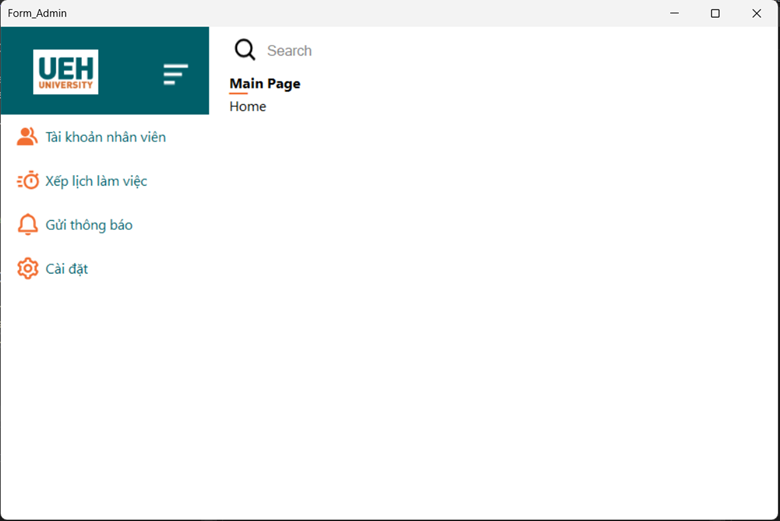 Form_Admin
UEH
UNIVERSITY
Search
Main Page
Home
Tài khoản nhân viên
Xếp lịch làm việc
Gửi thông báo
Cài đặt